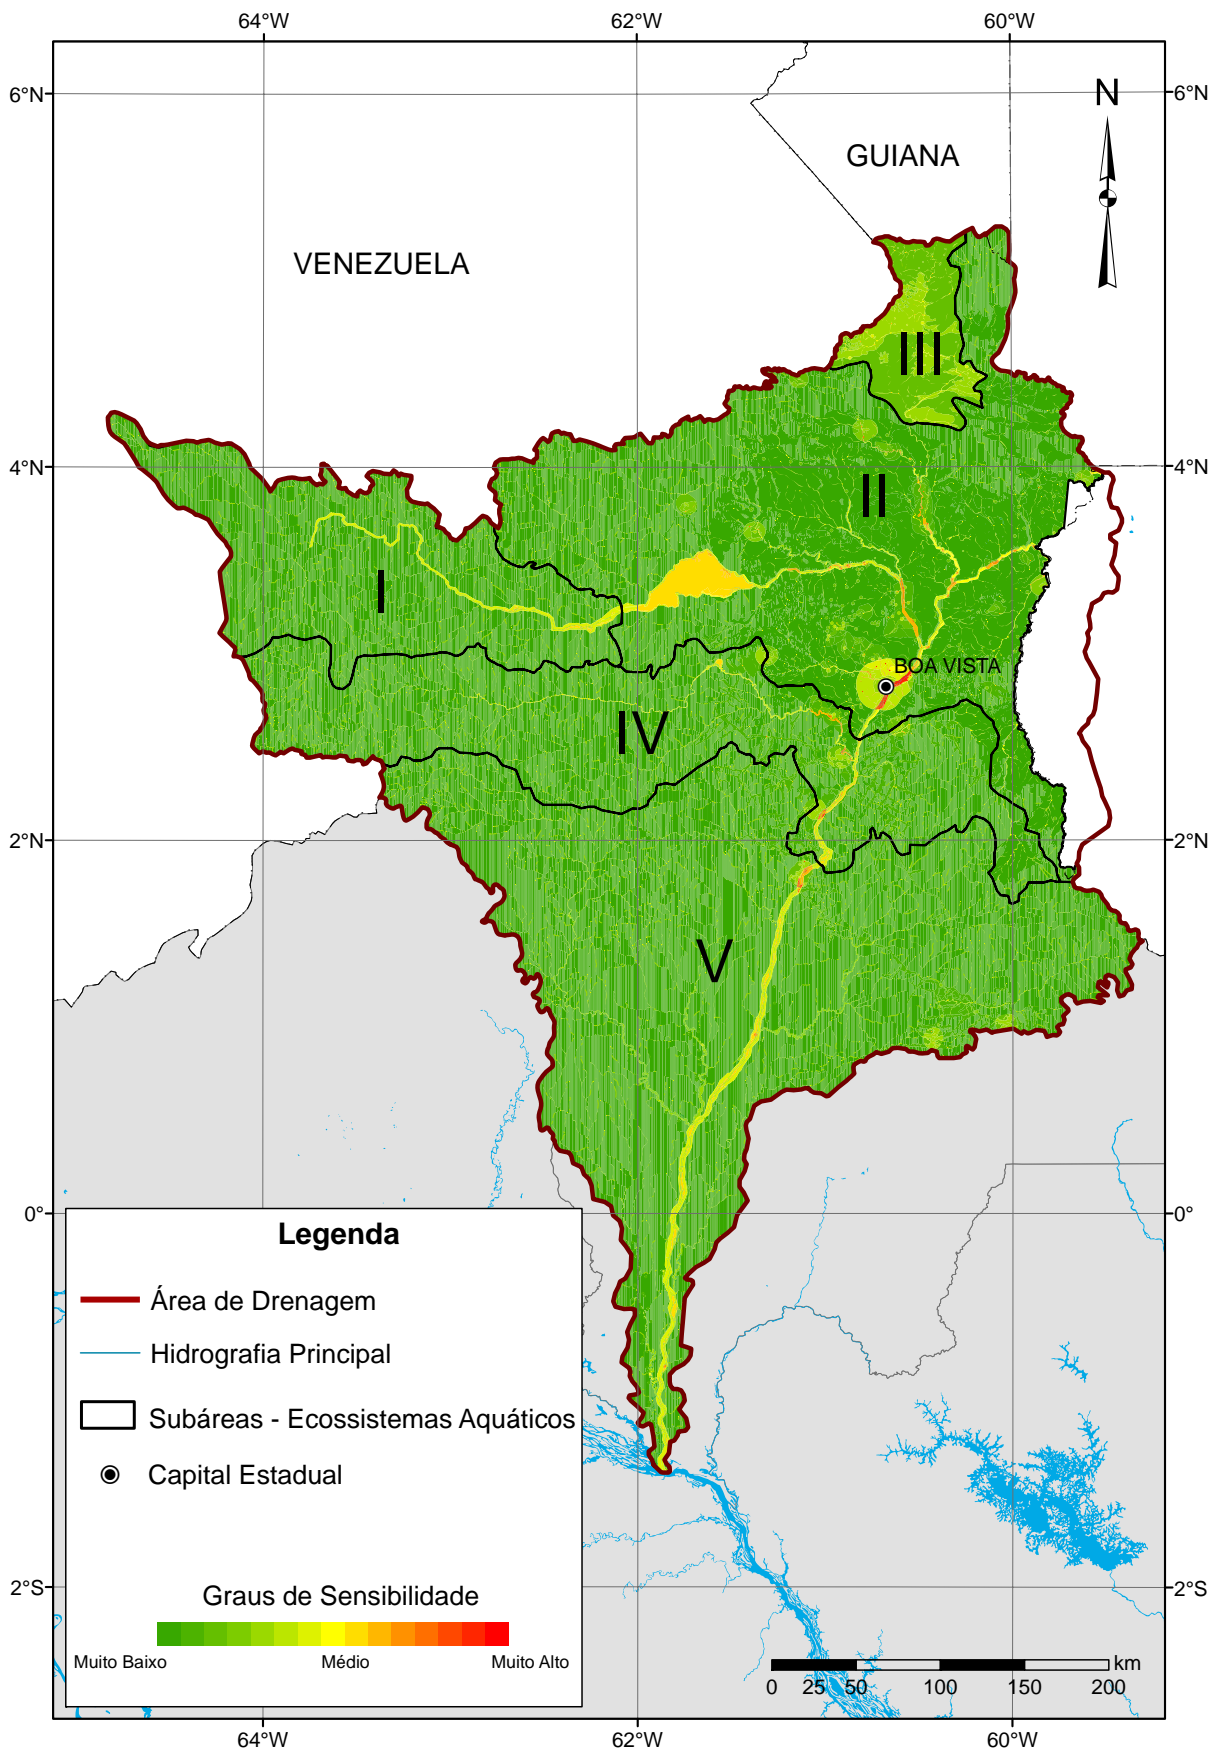 64°W 62°W 60°W
6°N 6°N
N
GUIANA
VENEZUELA
III
4°N 4°N
II
I
BOA VISTA
IV
2°N 2°N
V
0° 0°
Legenda
Área de Drenagem
Hidrografia Principal
Subáreas - Ecossistemas Aquáticos
Capital Estadual
2°S 2°S
Graus de Sensibilidade
Muito Baixo Médio Muito Alto
km
0 25 50 100 150 200
64°W 62°W 60°W